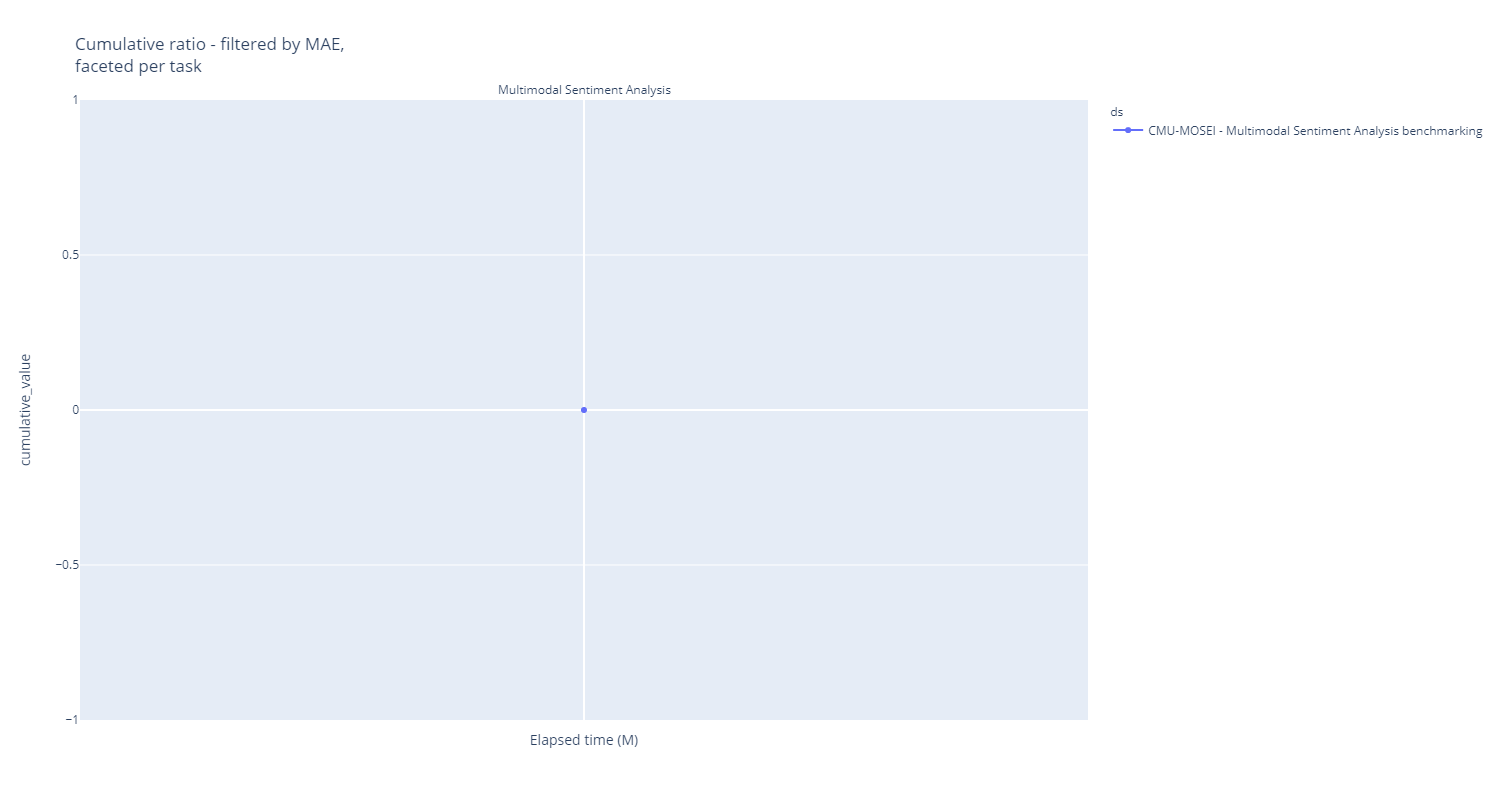 Cumulative ratio - filtered by MAE,
faceted per task
Multimodal Sentiment Analysis
1
0.5
0
−0.5
−1
cumulative_value
Elapsed time (M)
ds
CMU-MOSEI - Multimodal Sentiment Analysis benchmarking